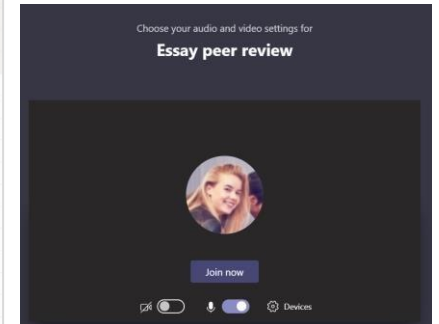 Choose your audio and video settings for
Essay peer review
Join now
Devices